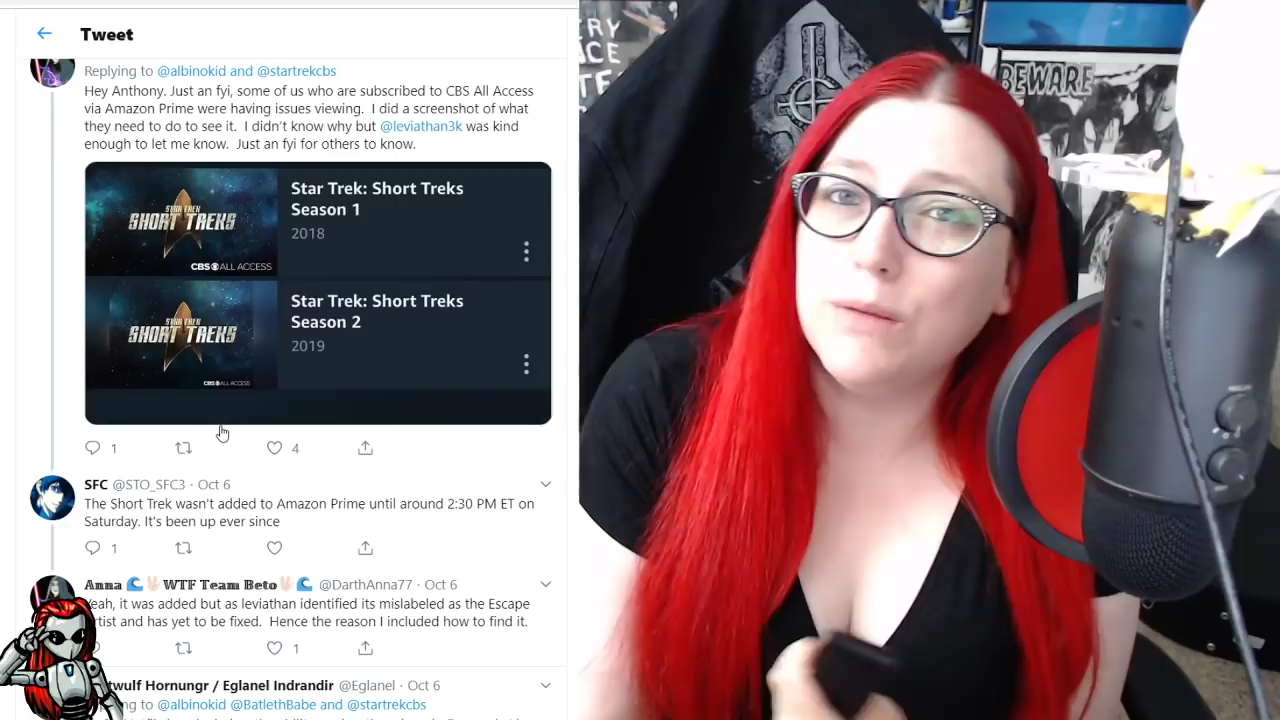 Tweet
Replying to @albinokid and @startrekcbs
Hey Anthony. Just an fyi, some of us who are subscribed to CBS All Access
via Amazon Prime were having issues viewing. I did a screenshot of what
they need to do to see it. I didn't know why but @leviathan3k was kind
enough to let me know. Just an fyi for others to know.
STAR TREK
SHORT TREKS
CBS ALL ACCESS
Star Trek: Short Treks
Season 1
2018
STAR TREK
SHORT TREKS
CBS ALL ACCESS
Star Trek: Short Treks
Season 2
2019
1
4
SFC @STO_SFC3 · Oct 6
The Short Trek wasn't added to Amazon Prime until around 2:30 PM ET on
Saturday. It's been up ever since
1
Anna 🌊✌🏻WTF Team Beto✌🏻🌊 @DarthAnna77 · Oct 6
Yeah, it was added but as leviathan identified its mislabeled as the Escape
and has yet to be fixed. Hence the reason I included how to find it.
1
Hornungr / Eglanel Indrandir @Eglanel · Oct 6
@albinokid @BatlethBabe and @startrekcbs
BEWARE